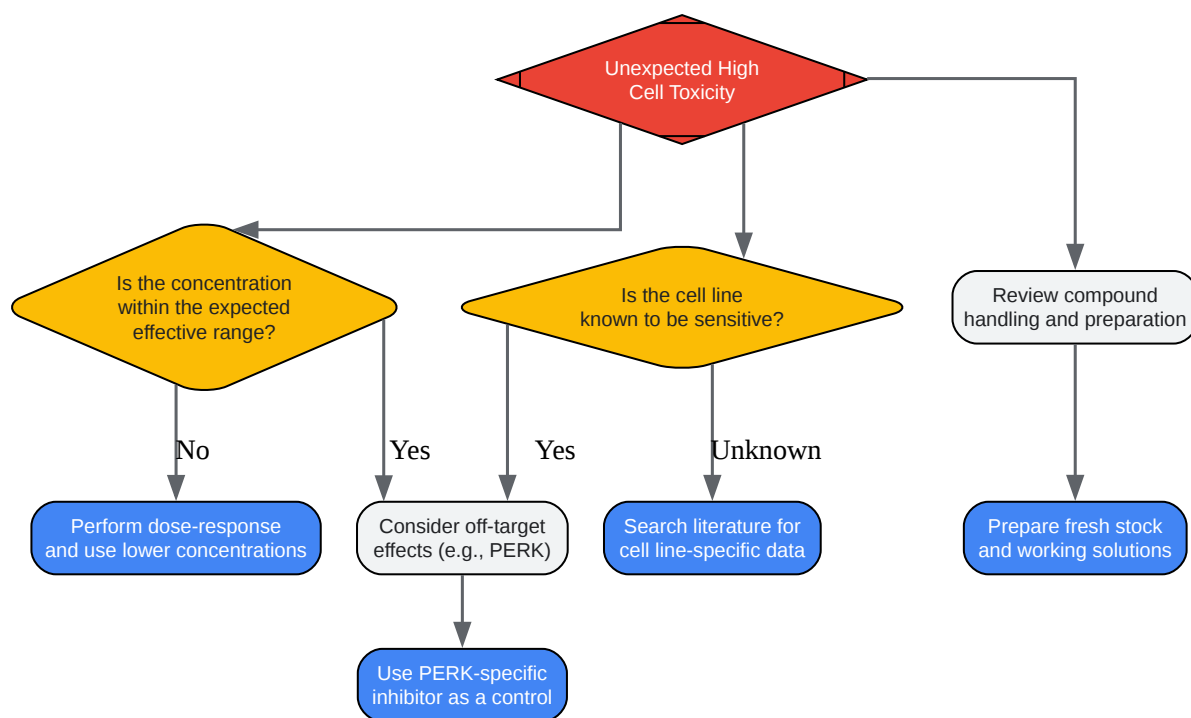 Unexpected High
Cell Toxicity
Is the concentration
within the expected
effective range?
Is the cell line
known to be sensitive?
Review compound
handling and preparation
No
Yes
Yes
Unknown
Perform dose-response
and use lower concentrations
Consider off-target
effects (e.g., PERK)
Search literature for
cell line-specific data
Prepare fresh stock
and working solutions
Use PERK-specific
inhibitor as a control